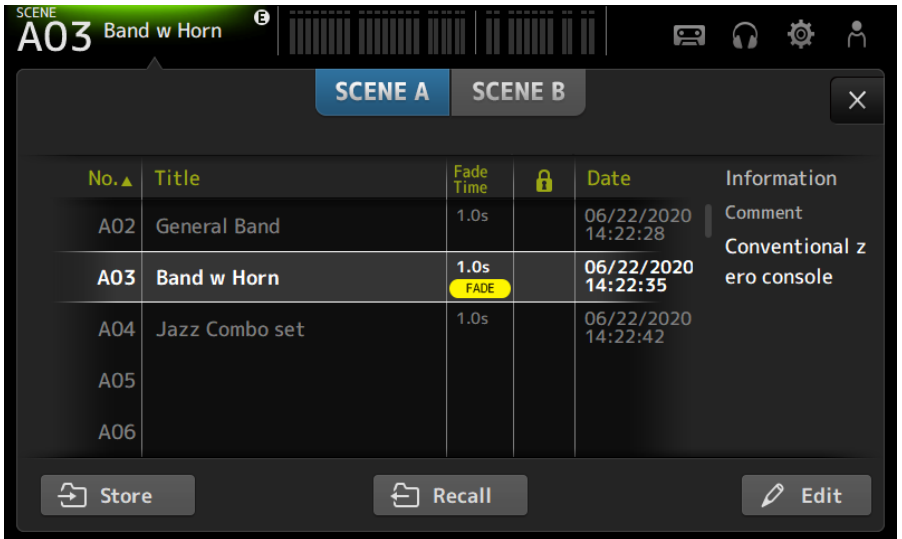 SCENE
A03 Band w Horn E
SCENE A SCENE B
No.▲ Title Fade Time Date Information
A02 General Band 1.0s 06/22/2020 14:22:28 Comment
Conventional z
ero console
A03 Band w Horn 1.0s FADE 06/22/2020 14:22:35
A04 Jazz Combo set 1.0s 06/22/2020 14:22:42
A05
A06
Store Recall Edit